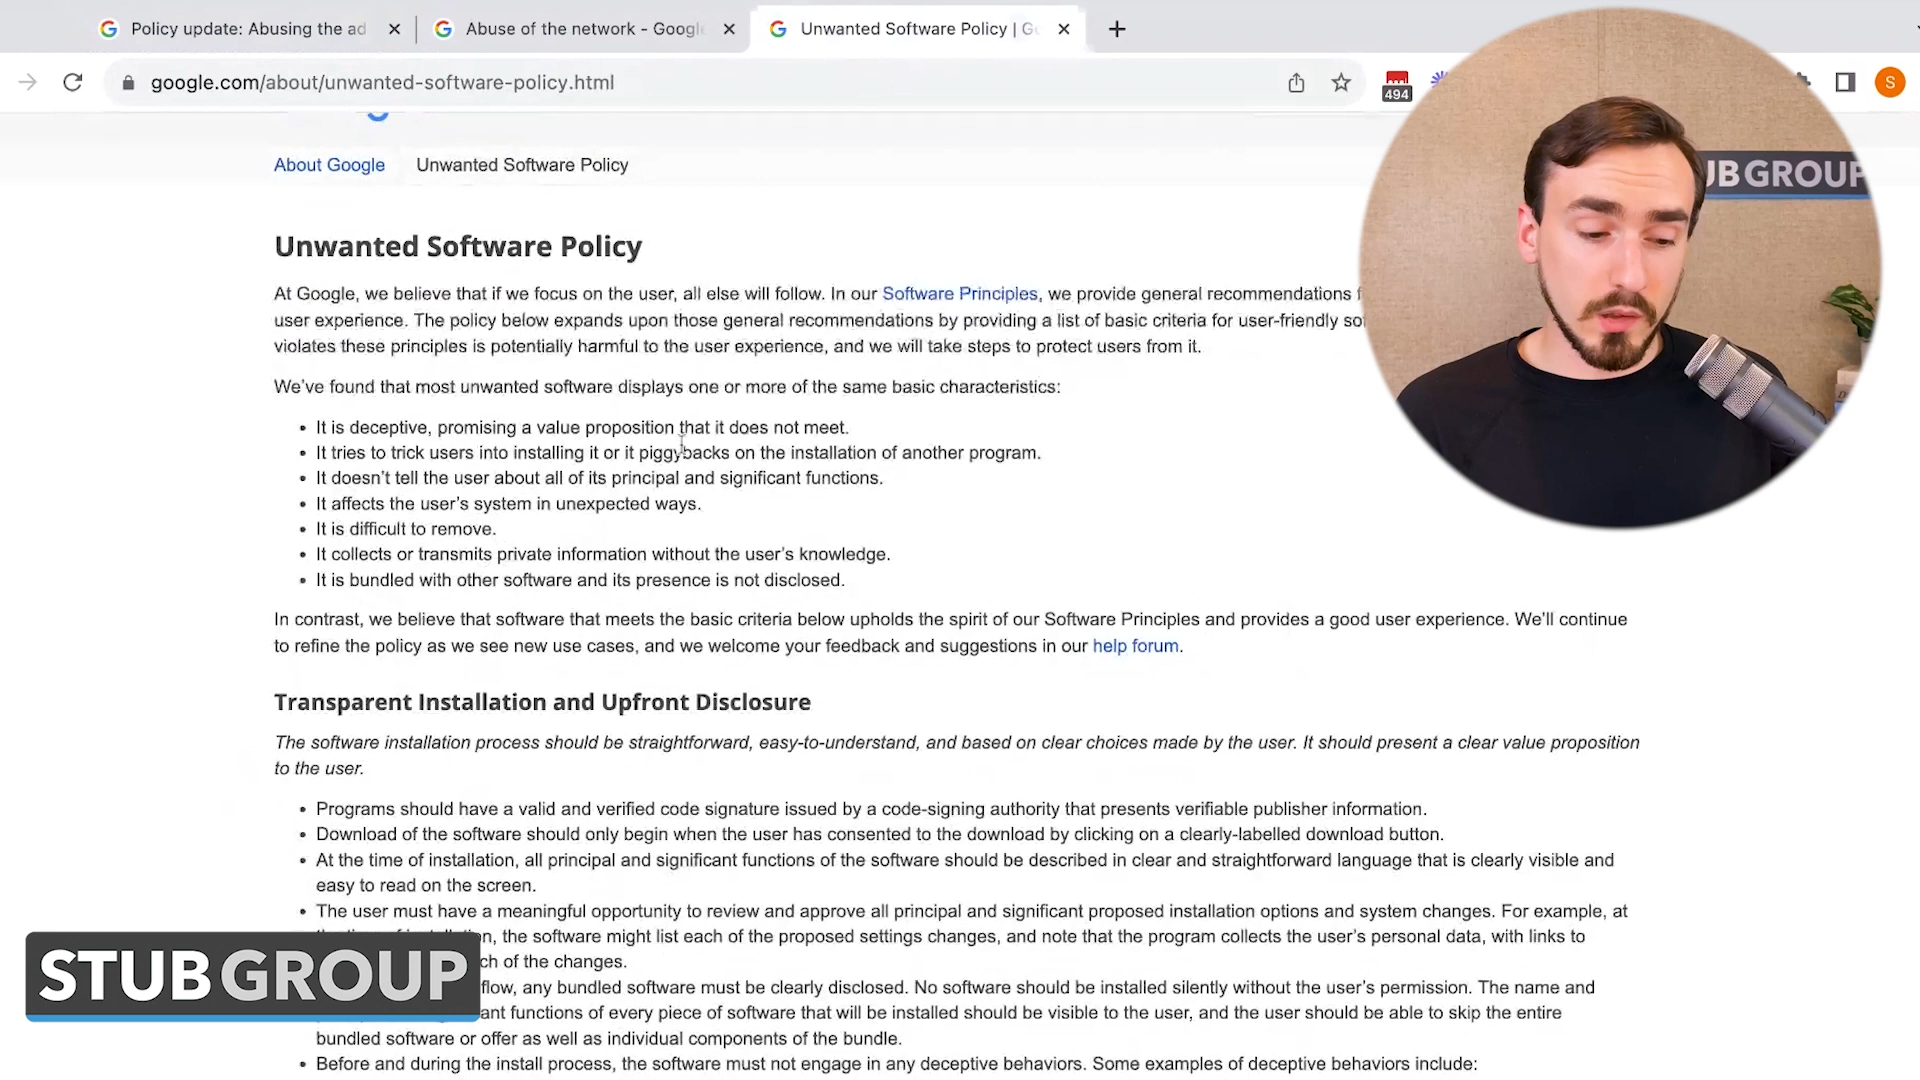 Policy update: Abusing the ad
Abuse of the network - Google
Unwanted Software Policy | Go
google.com/about/unwanted-software-policy.html
494
S
About Google
Unwanted Software Policy
UB GROUP
Unwanted Software Policy
At Google, we believe that if we focus on the user, all else will follow. In our Software Principles, we provide general recommendations
user experience. The policy below expands upon those general recommendations by providing a list of basic criteria for user-friendly
violates these principles is potentially harmful to the user experience, and we will take steps to protect users from it.
We've found that most unwanted software displays one or more of the same basic characteristics:
• It is deceptive, promising a value proposition that it does not meet.
• It tries to trick users into installing it or it piggybacks on the installation of another program.
• It doesn't tell the user about all of its principal and significant functions.
• It affects the user's system in unexpected ways.
• It is difficult to remove.
• It collects or transmits private information without the user's knowledge.
• It is bundled with other software and its presence is not disclosed.
In contrast, we believe that software that meets the basic criteria below upholds the spirit of our Software Principles and provides a good user experience. We'll continue
to refine the policy as we see new use cases, and we welcome your feedback and suggestions in our help forum.
Transparent Installation and Upfront Disclosure
The software installation process should be straightforward, easy-to-understand, and based on clear choices made by the user. It should present a clear value proposition
to the user.
• Programs should have a valid and verified code signature issued by a code-signing authority that presents verifiable publisher information.
• Download of the software should only begin when the user has consented to the download by clicking on a clearly-labelled download button.
• At the time of installation, all principal and significant functions of the software should be described in clear and straightforward language that is clearly visible and
easy to read on the screen.
• The user must have a meaningful opportunity to review and approve all principal and significant proposed installation options and system changes. For example, at
the software might list each of the proposed settings changes, and note that the program collects the user's personal data, with links to
ch of the changes.
flow, any bundled software must be clearly disclosed. No software should be installed silently without the user's permission. The name and
ant functions of every piece of software that will be installed should be visible to the user, and the user should be able to skip the entire
bundled software or offer as well as individual components of the bundle.
• Before and during the install process, the software must not engage in any deceptive behaviors. Some examples of deceptive behaviors include:
STUBGROUP